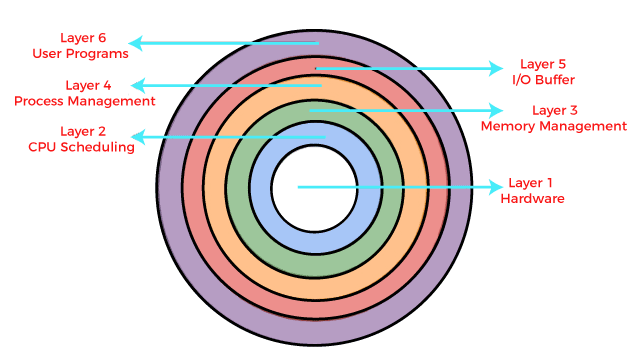 Layer 6
User Programs
Layer 5
I/O Buffer
Layer 4
Process Management
Layer 3
Memory Management
Layer 2
CPU Scheduling
Layer 1
Hardware